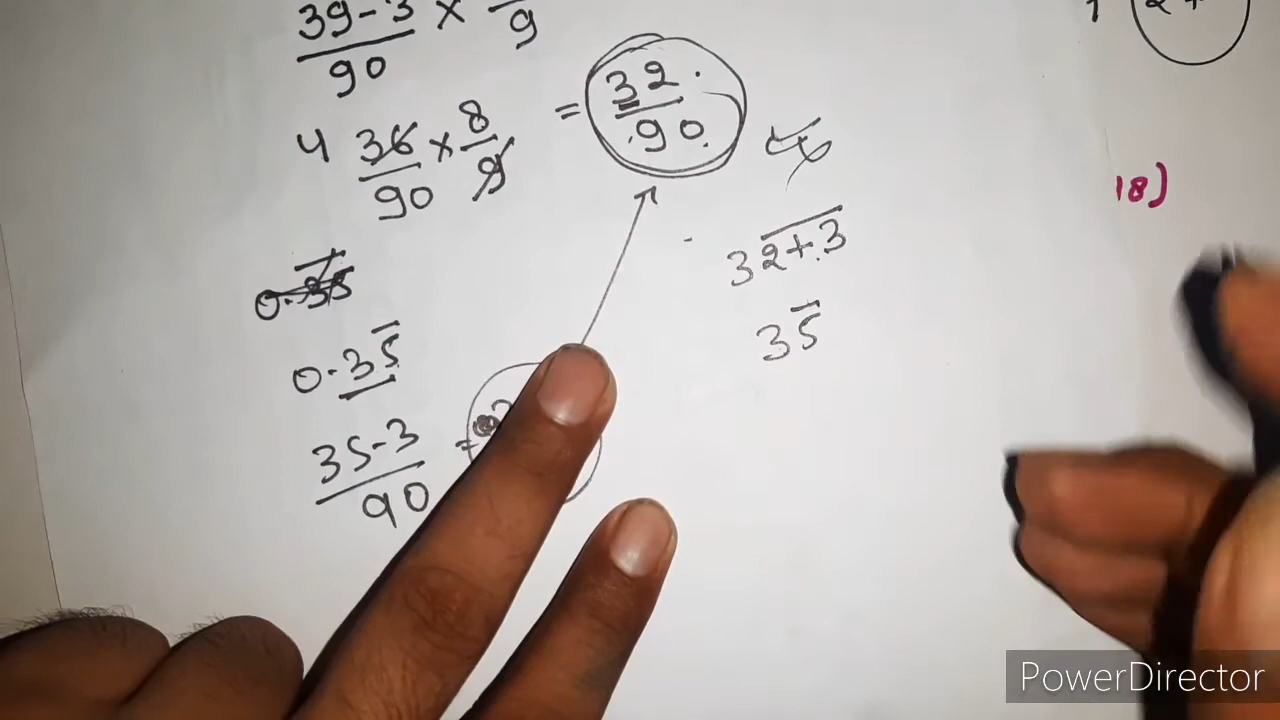 39-3/90 × /9
4 36/90 × 8/9 = 32/90
18)
32+3
0.35
35
0.35
35-3/90 =
PowerDirector